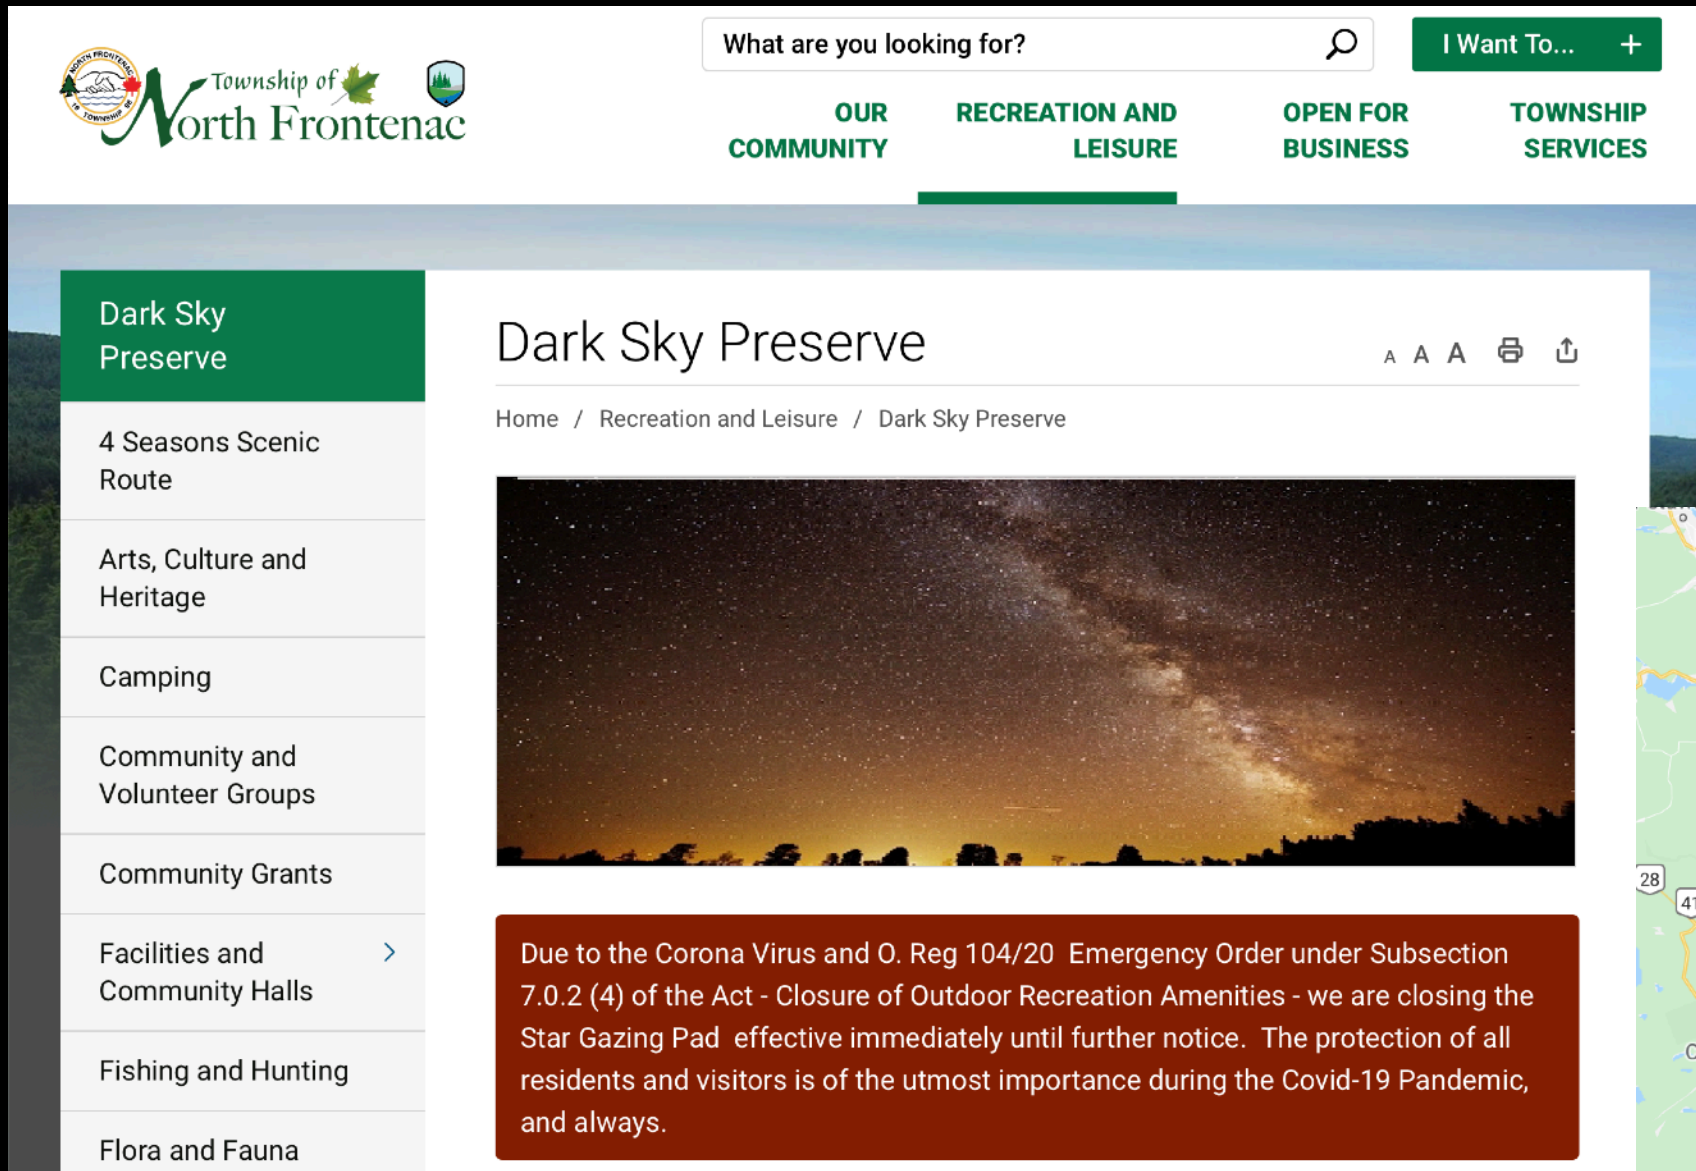 NORTH FRONTENAC
TOWNSHIP
Township of
North Frontenac
What are you looking for?
I Want To... +
OUR COMMUNITY
RECREATION AND LEISURE
OPEN FOR BUSINESS
TOWNSHIP SERVICES
Dark Sky
Preserve
4 Seasons Scenic
Route
Arts, Culture and
Heritage
Camping
Community and
Volunteer Groups
Community Grants
Facilities and
Community Halls
Fishing and Hunting
Flora and Fauna
Dark Sky Preserve
A A A
Home / Recreation and Leisure / Dark Sky Preserve
Due to the Corona Virus and O. Reg 104/20 Emergency Order under Subsection
7.0.2 (4) of the Act - Closure of Outdoor Recreation Amenities - we are closing the
Star Gazing Pad effective immediately until further notice. The protection of all
residents and visitors is of the utmost importance during the Covid-19 Pandemic,
and always.
28
41